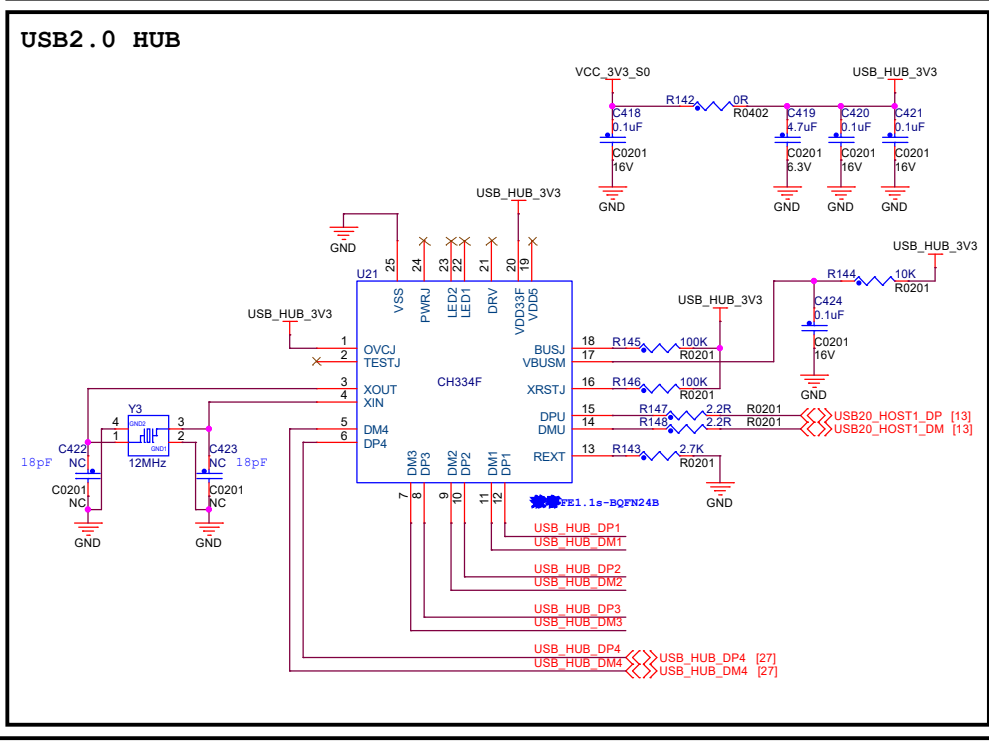 USB2.0 HUB
VCC_3V3_S0
USB_HUB_3V3
R142
0R
R0402
C418
0.1uF
C0201
16V
GND
C419
4.7uF
C0201
6.3V
GND
C420
0.1uF
C0201
16V
GND
C421
0.1uF
C0201
16V
GND
USB_HUB_3V3
GND
USB_HUB_3V3
R144
10K
R0201
C424
0.1uF
C0201
16V
GND
USB_HUB_3V3
USB_HUB_3V3
U21
25
24
23
22
21
20
19
VSS
PWRJ
LED2
LED1
DRV
VDD33F
VDD5
1
OVCJ
2
TESTJ
3
XOUT
4
XIN
5
DM4
6
DP4
CH334F
BUSJ
18
R145
100K
R0201
VBUSM
17
XRSTJ
16
R146
100K
R0201
DPU
15
R147
2.2R
R0201
USB20_HOST1_DP [13]
DMU
14
R148
2.2R
R0201
USB20_HOST1_DM [13]
REXT
13
R143
2.7K
R0201
GND
DM3
DP3
DM2
DP2
DM1
DP1
7
8
9
10
11
12
FE1.1s-BQFN24B
Y3
4
GND2
3
1
GND1
2
12MHz
C422
NC
18pF
C0201
NC
GND
C423
NC
18pF
C0201
NC
GND
USB_HUB_DP1
USB_HUB_DM1
USB_HUB_DP2
USB_HUB_DM2
USB_HUB_DP3
USB_HUB_DM3
USB_HUB_DP4
USB_HUB_DP4 [27]
USB_HUB_DM4
USB_HUB_DM4 [27]